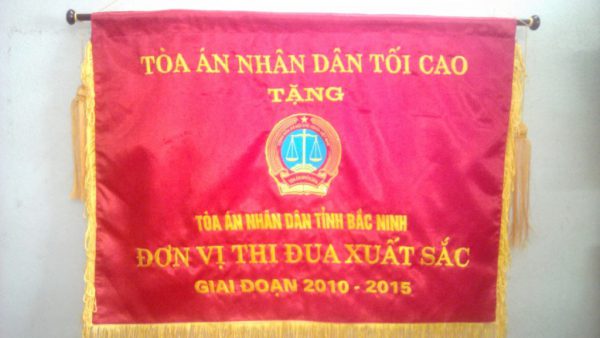 TÒA ÁN NHÂN DÂN TỐI CAO
TẶNG
TÒA ÁN NHÂN DÂN TỈNH BẮC NINH
ĐƠN VỊ THI ĐUA XUẤT SẮC
GIAI ĐOẠN 2010 - 2015